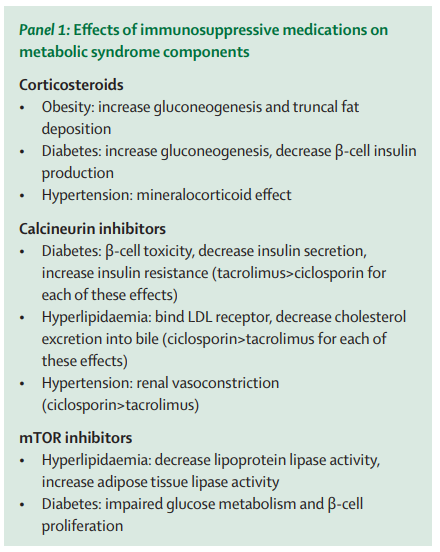 Panel 1: Effects of immunosuppressive medications on
metabolic syndrome components
Corticosteroids
• Obesity: increase gluconeogenesis and truncal fat
deposition
• Diabetes: increase gluconeogenesis, decrease β-cell insulin
production
• Hypertension: mineralocorticoid effect
Calcineurin inhibitors
• Diabetes: β-cell toxicity, decrease insulin secretion,
increase insulin resistance (tacrolimus>ciclosporin for
each of these effects)
• Hyperlipidaemia: bind LDL receptor, decrease cholesterol
excretion into bile (ciclosporin>tacrolimus for each of
these effects)
• Hypertension: renal vasoconstriction
(ciclosporin>tacrolimus)
mTOR inhibitors
• Hyperlipidaemia: decrease lipoprotein lipase activity,
increase adipose tissue lipase activity
• Diabetes: impaired glucose metabolism and β-cell
proliferation